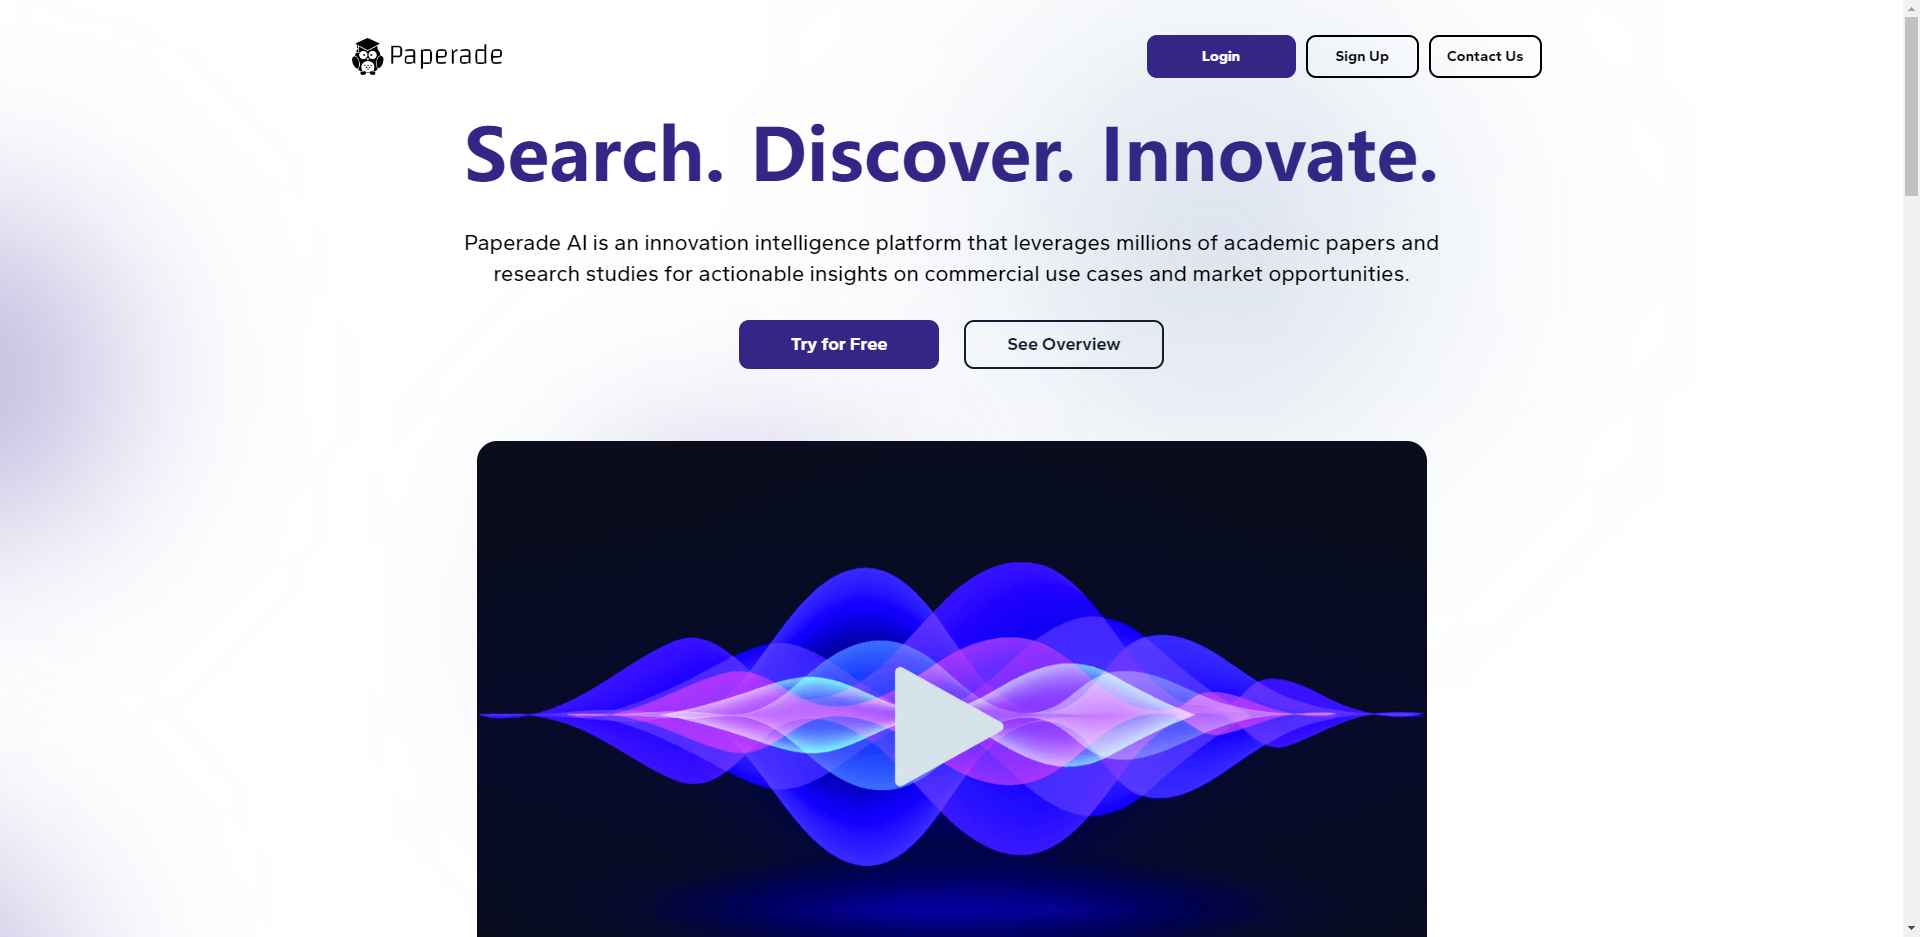 Paperade
Login
Sign Up
Contact Us
Search. Discover. Innovate.
Paperade AI is an innovation intelligence platform that leverages millions of academic papers and
research studies for actionable insights on commercial use cases and market opportunities.
Try for Free
See Overview